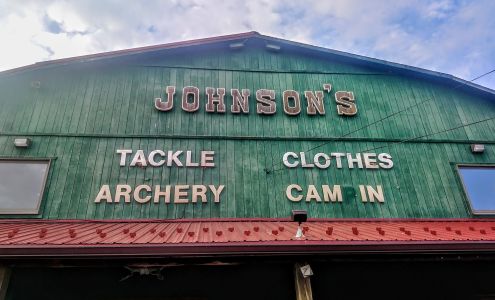 JOHNSON'S
TACKLE CLOTHES
ARCHERY CAM IN